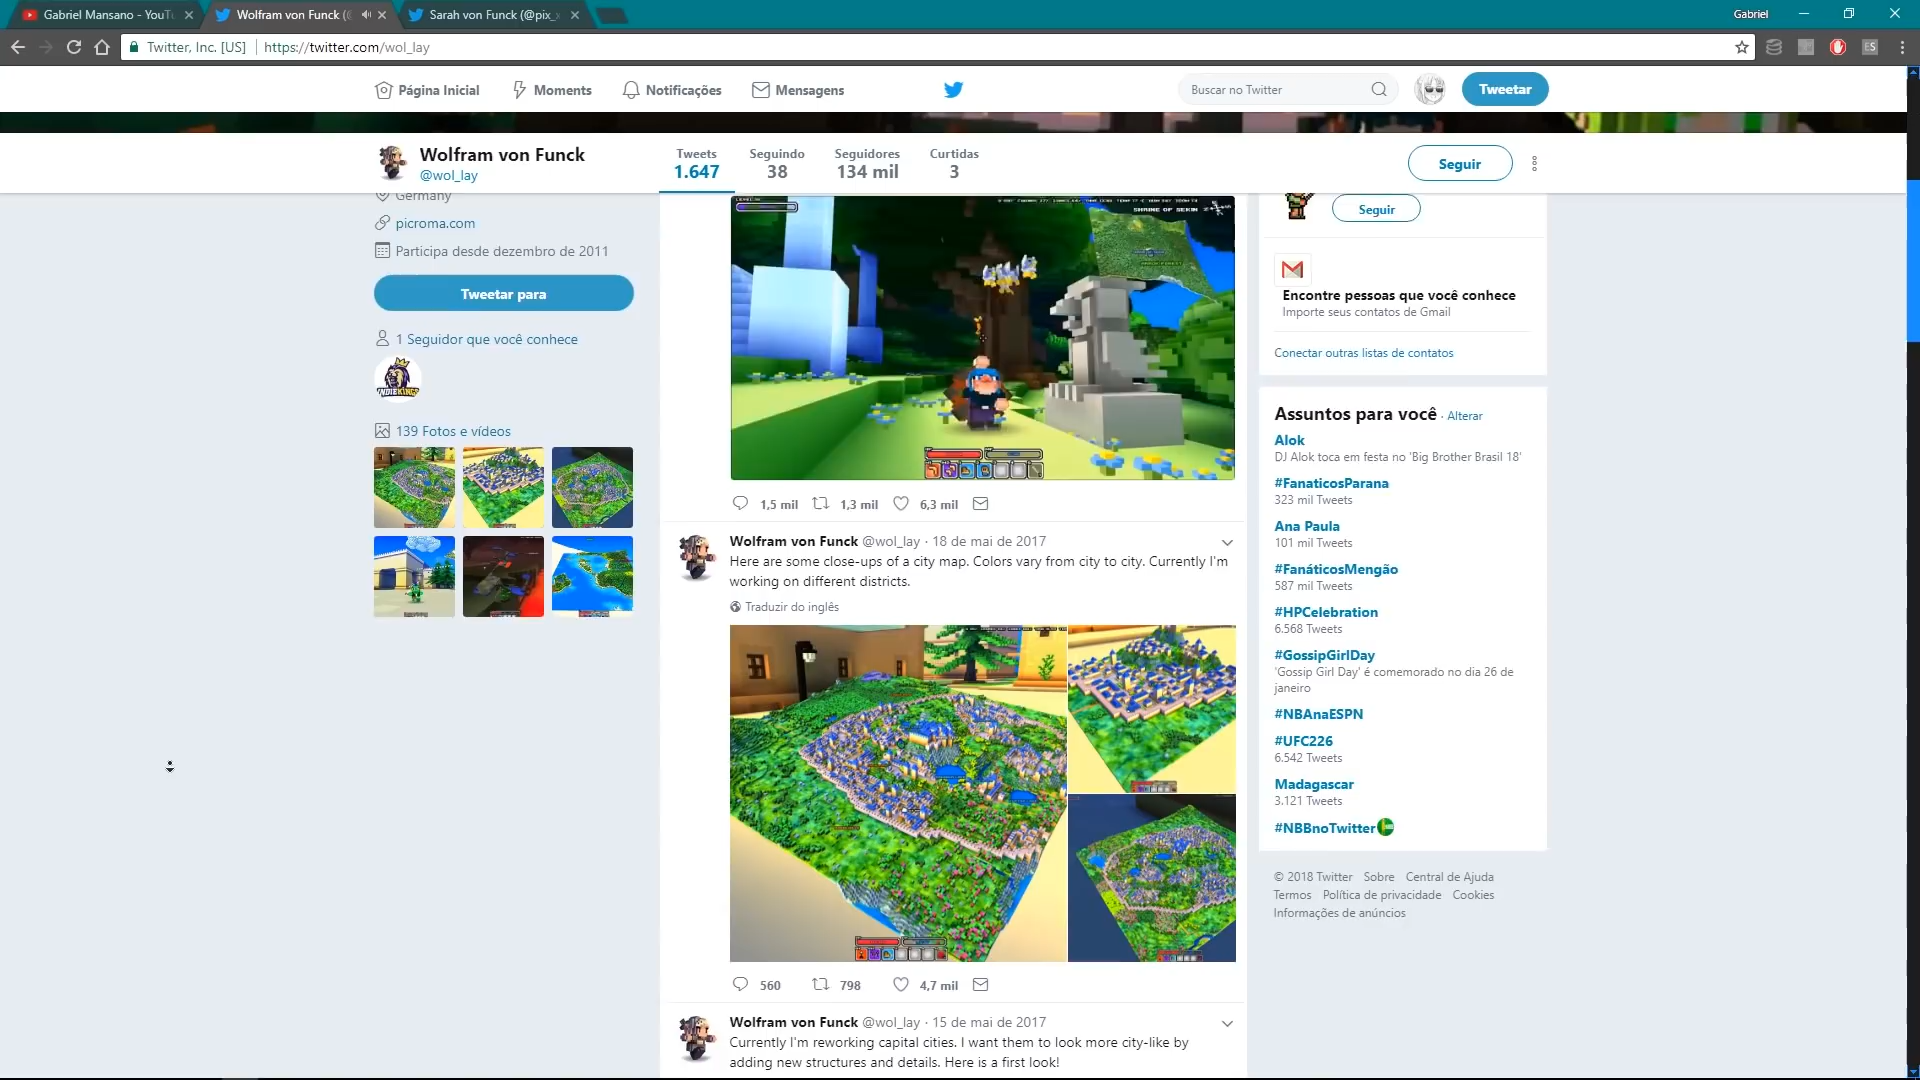 Gabriel Mansano - YouTu
Wolfram von Funck (@
Sarah von Funck (@pix_x
Gabriel
Twitter, Inc. [US]
https://twitter.com/wol_lay
ES
Página Inicial
Moments
Notificações
Mensagens
Buscar no Twitter
Tweetar
Wolfram von Funck
@wol_lay
Tweets
1.647
Seguindo
38
Seguidores
134 mil
Curtidas
3
Seguir
Germany
picroma.com
Participa desde dezembro de 2011
Tweetar para
1 Seguidor que você conhece
INDIE KINGS
139 Fotos e vídeos
SHRINE OF SEKIN
1,5 mil
1,3 mil
6,3 mil
Wolfram von Funck @wol_lay · 18 de mai de 2017
Here are some close-ups of a city map. Colors vary from city to city. Currently I'm
working on different districts.
Traduzir do inglês
560
798
4,7 mil
Wolfram von Funck @wol_lay · 15 de mai de 2017
Currently I'm reworking capital cities. I want them to look more city-like by
adding new structures and details. Here is a first look!
Seguir
Encontre pessoas que você conhece
Importe seus contatos de Gmail
Conectar outras listas de contatos
Assuntos para você · Alterar
Alok
DJ Alok toca em festa no 'Big Brother Brasil 18'
#FanaticosParana
323 mil Tweets
Ana Paula
101 mil Tweets
#FanáticosMengão
587 mil Tweets
#HPCelebration
6.568 Tweets
#GossipGirlDay
'Gossip Girl Day' é comemorado no dia 26 de
janeiro
#NBAnaESPN
#UFC226
6.542 Tweets
Madagascar
3.121 Tweets
#NBBnoTwitter
© 2018 Twitter Sobre Central de Ajuda
Termos Política de privacidade Cookies
Informações de anúncios